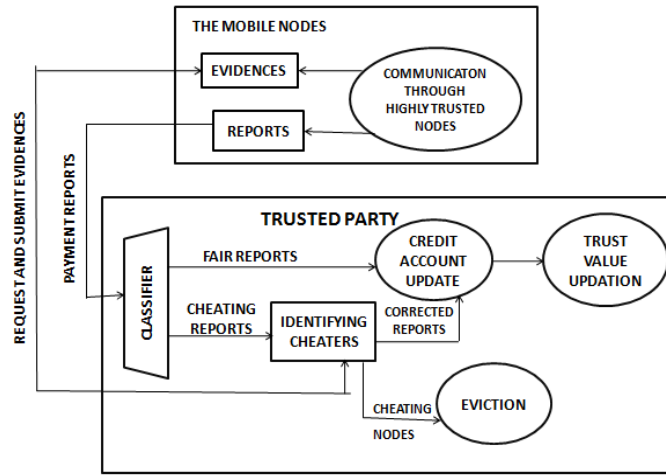 THE MOBILE NODES
EVIDENCES
COMMUNICATON
THROUGH
HIGHLY TRUSTED
NODES
REPORTS
REQUEST AND SUBMIT EVIDENCES
PAYMENT REPORTS
TRUSTED PARTY
CLASSIFIER
FAIR REPORTS
CREDIT
ACCOUNT
UPDATE
TRUST
VALUE
UPDATION
CHEATING
REPORTS
IDENTIFYING
CHEATERS
CORRECTED
REPORTS
CHEATING
NODES
EVICTION